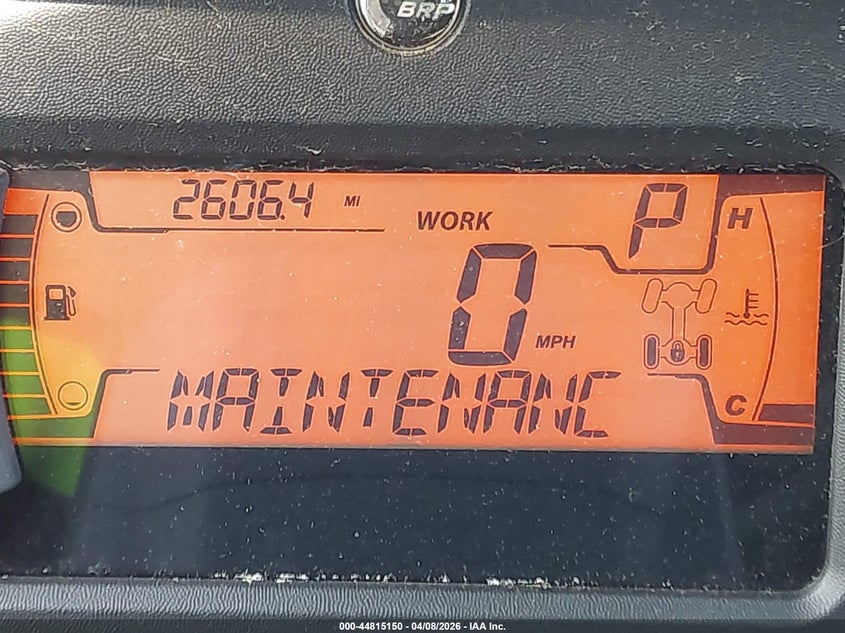 BRP
2606.4 MI
WORK
P
H
0 MPH
MAINTENANC
C
000-44815150 - 04/08/2026 - IAA Inc.